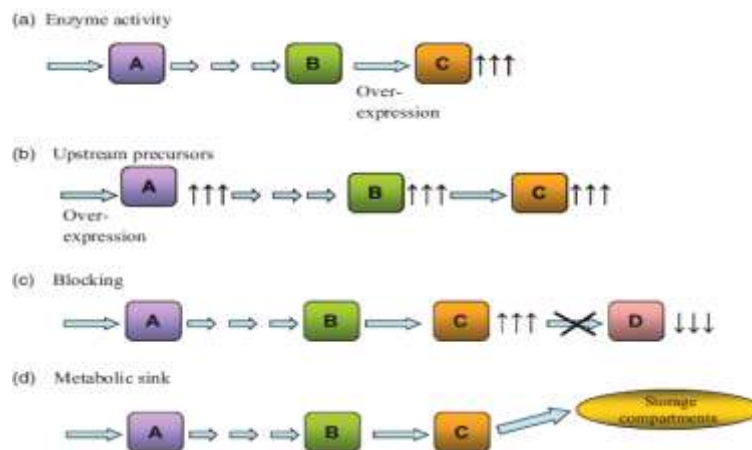 (a) Enzyme activity
A B C ↑↑↑
Over-
expression
(b) Upstream precursors
A ↑↑↑ B ↑↑↑ C ↑↑↑
Over-
expression
(c) Blocking
A B C ↑↑↑ D ↓↓↓
(d) Metabolic sink
Storage
compartments
A B C